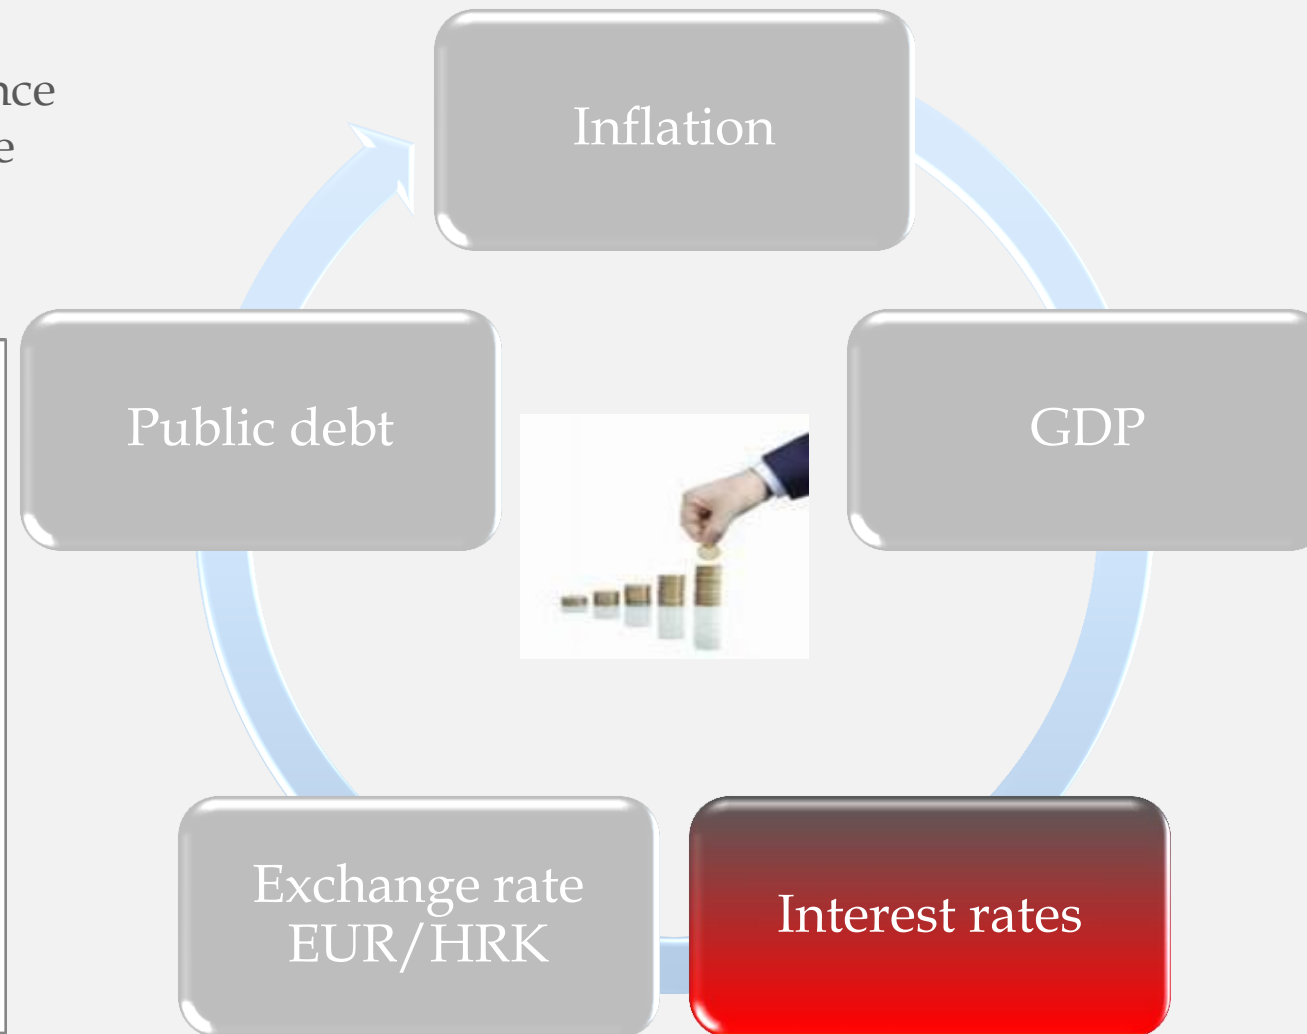 Inflation
Public debt
GDP
Exchange rate
EUR/HRK
Interest rates